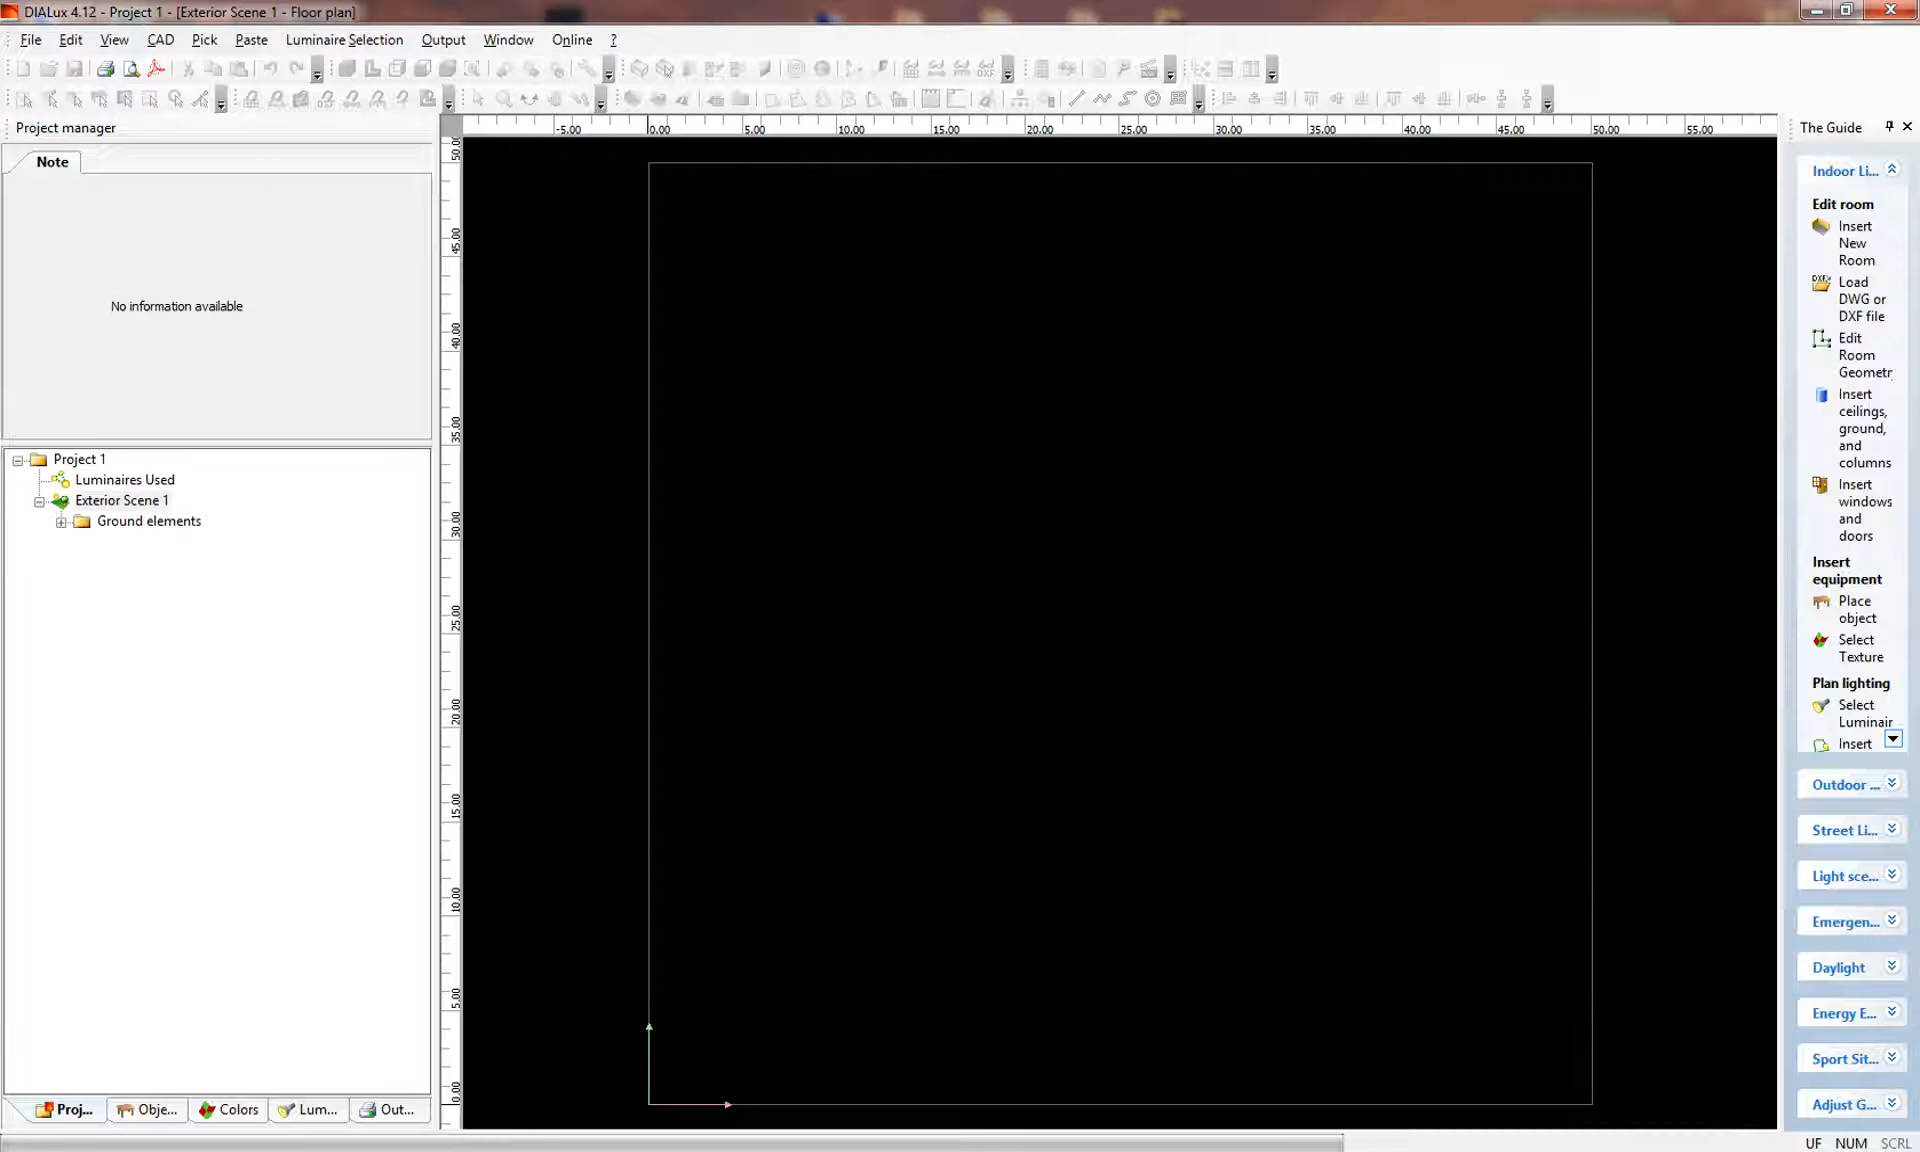 DIALux 4.12 - Project 1 - [Exterior Scene 1 - Floor plan]
File Edit View CAD Pick Paste Luminaire Selection Output Window Online ?
Project manager
Note
No information available
Project 1
Luminaires Used
Exterior Scene 1
Ground elements
Proj... Obje... Colors Lum... Out...
-5.00 0.00 5.00 10.00 15.00 20.00 25.00 30.00 35.00 40.00 45.00 50.00 55.00
50.00
45.00
40.00
35.00
30.00
25.00
20.00
15.00
10.00
5.00
0.00
The Guide
Indoor Li...
Edit room
Insert
New
Room
DXF
Load
DWG or
DXF file
Edit
Room
Geometr
Insert
ceilings,
ground,
and
columns
Insert
windows
and
doors
Insert
equipment
Place
object
Select
Texture
Plan lighting
Select
Luminair
Insert
Outdoor ...
Street Li...
Light sce...
Emergen...
Daylight
Energy E...
Sport Sit...
Adjust G...
UF NUM SCRL